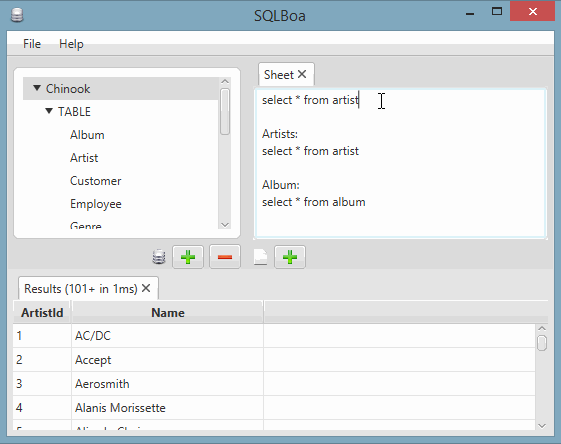 SQLBoa
File Help
Chinook
TABLE
Album
Artist
Customer
Employee
Genre
Sheet
select * from artist
Artists:
select * from artist
Album:
select * from album
Results (101+ in 1ms)
ArtistId Name
1 AC/DC
2 Accept
3 Aerosmith
4 Alanis Morissette